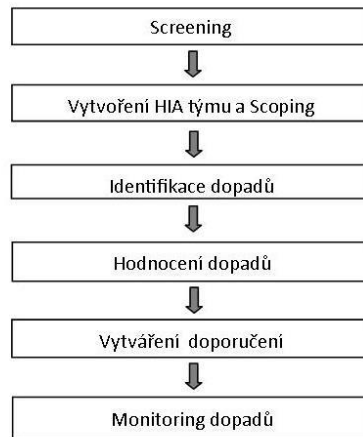 Screening
Vytvoření HIA týmu a Scoping
Identifikace dopadů
Hodnocení dopadů
Vytváření doporučení
Monitoring dopadů